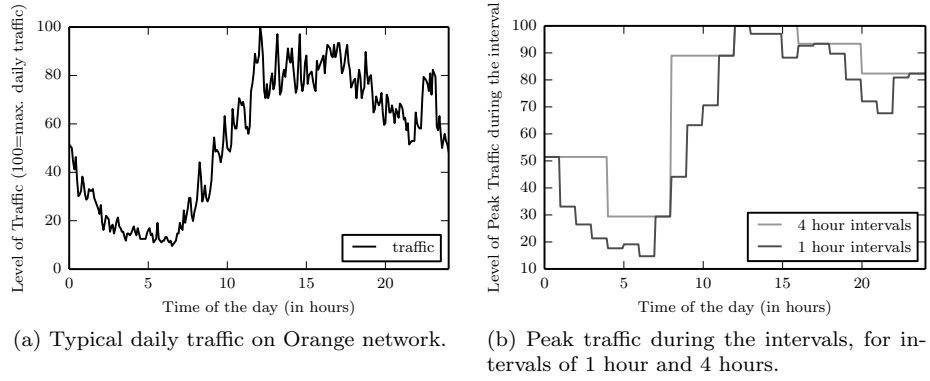 Level of Traffic (100=max. daily traffic)
100
80
60
40
20
0
traffic
0 5 10 15 20
Time of the day (in hours)
(a) Typical daily traffic on Orange network.
Level of Peak Traffic during the interval
100
90
80
70
60
50
40
30
20
10
4 hour intervals
1 hour intervals
0 5 10 15 20
Time of the day (in hours)
(b) Peak traffic during the intervals, for in-
tervals of 1 hour and 4 hours.